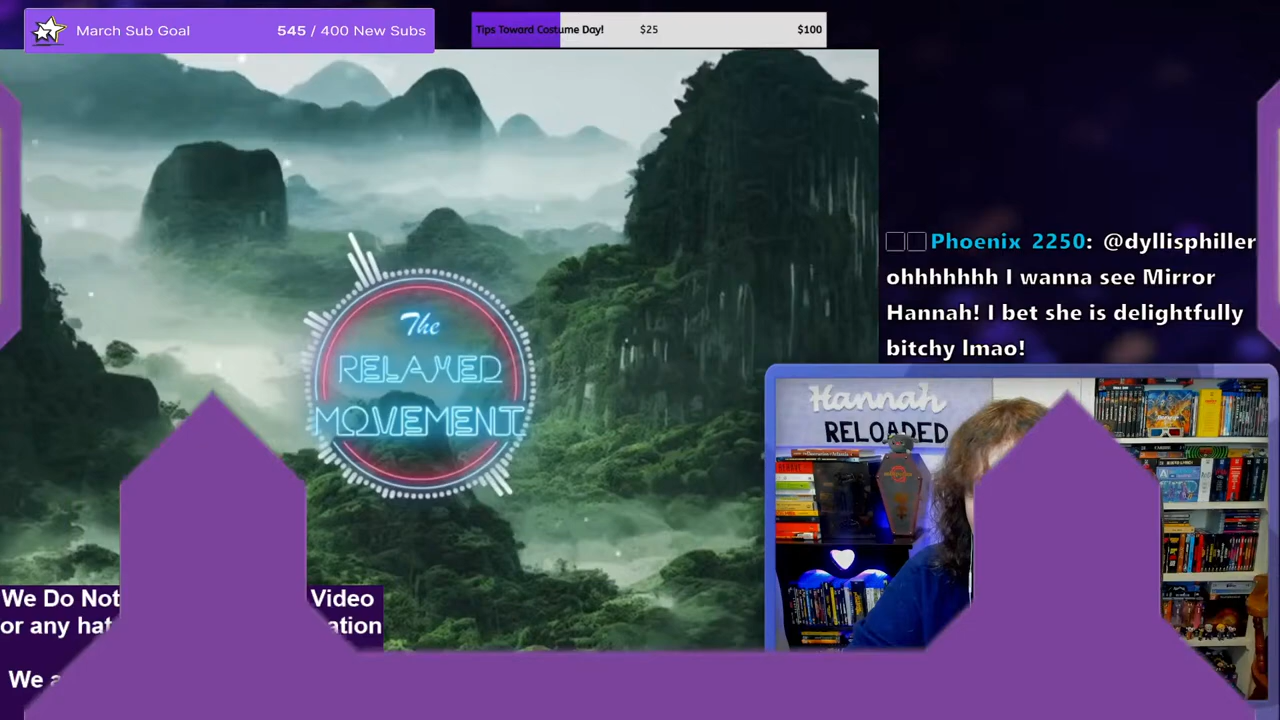 March Sub Goal 545 / 400 New Subs
Tips Toward Costume Day! $25 $100
Phoenix 2250: @dyllisphiller
ohhhhhhh I wanna see Mirror
Hannah! I bet she is delightfully
bitchy lmao!
The
RELAXED
MOVEMENT
Hannah
RELOADED
We Do Not Video
or any hat ation
We a